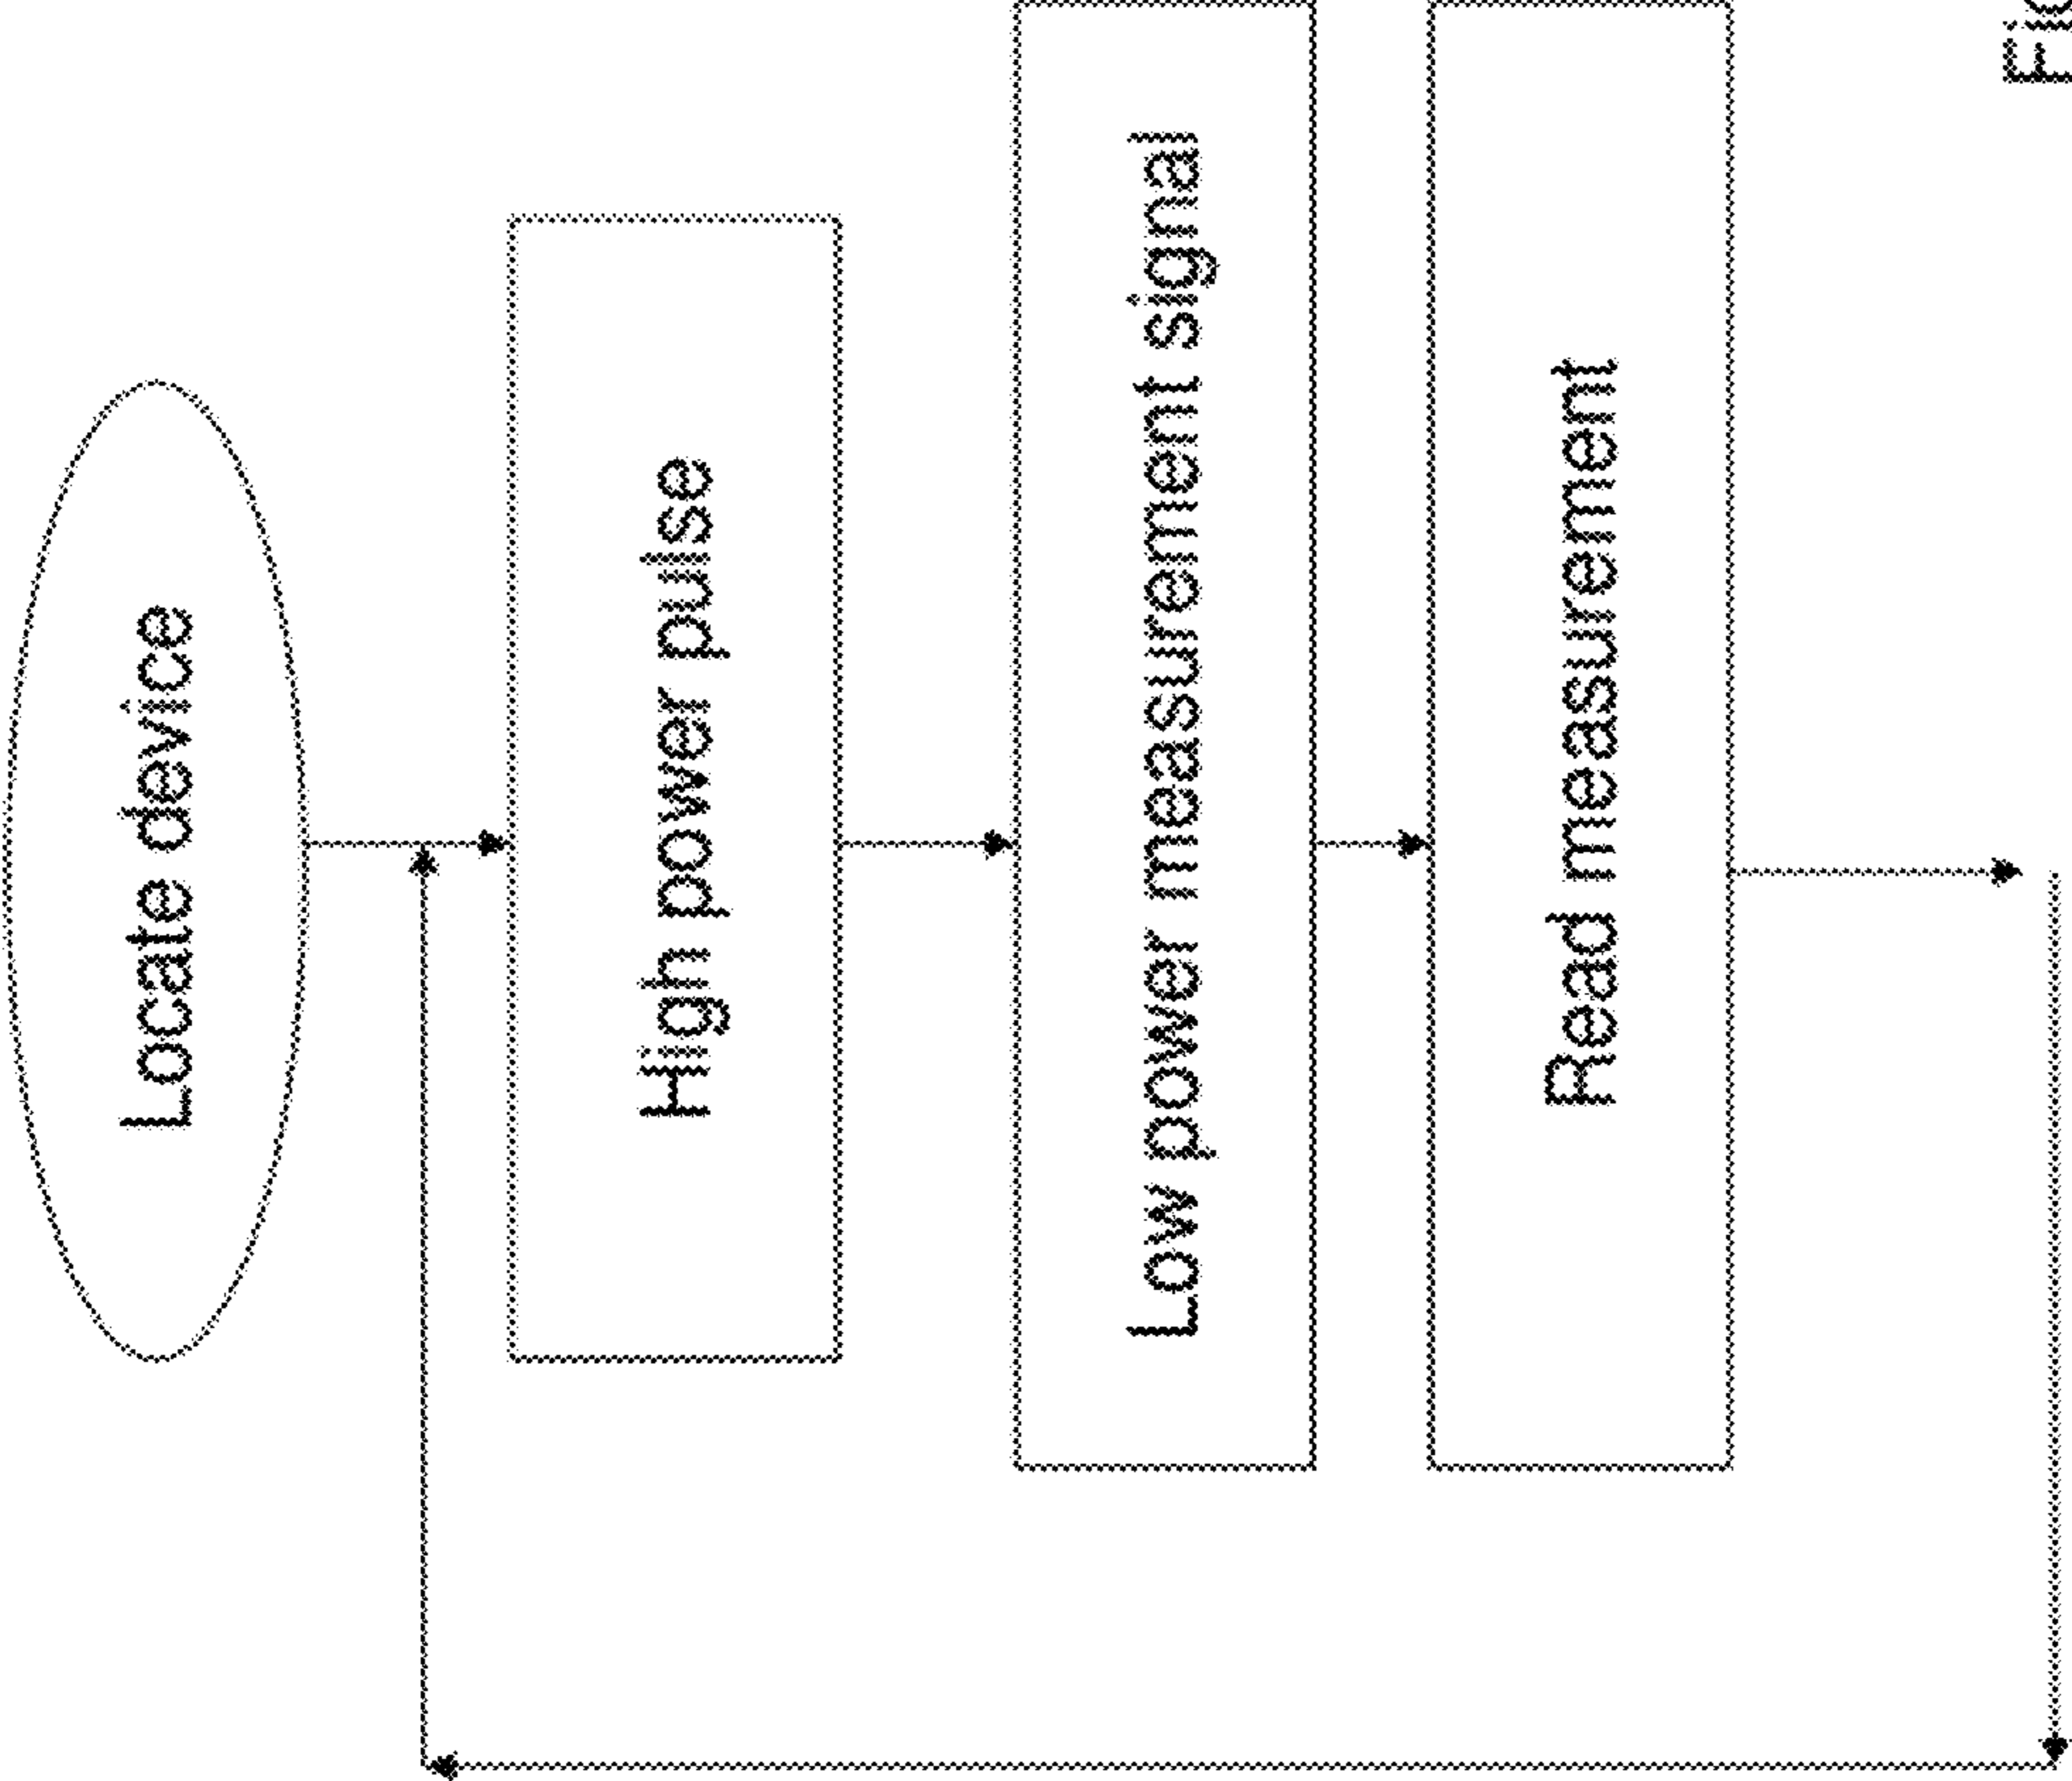 Locate device
High power pulse
Low power measurement signal
Read measurement